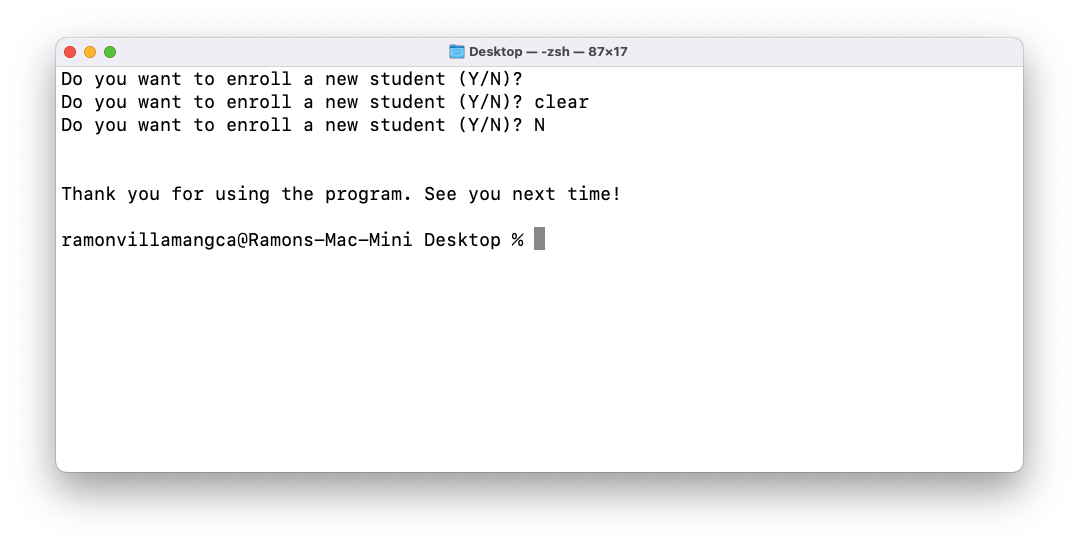 Desktop — -zsh — 87×17
Do you want to enroll a new student (Y/N)?
Do you want to enroll a new student (Y/N)? clear
Do you want to enroll a new student (Y/N)? N
Thank you for using the program. See you next time!
ramonvillamangca@Ramons-Mac-Mini Desktop %